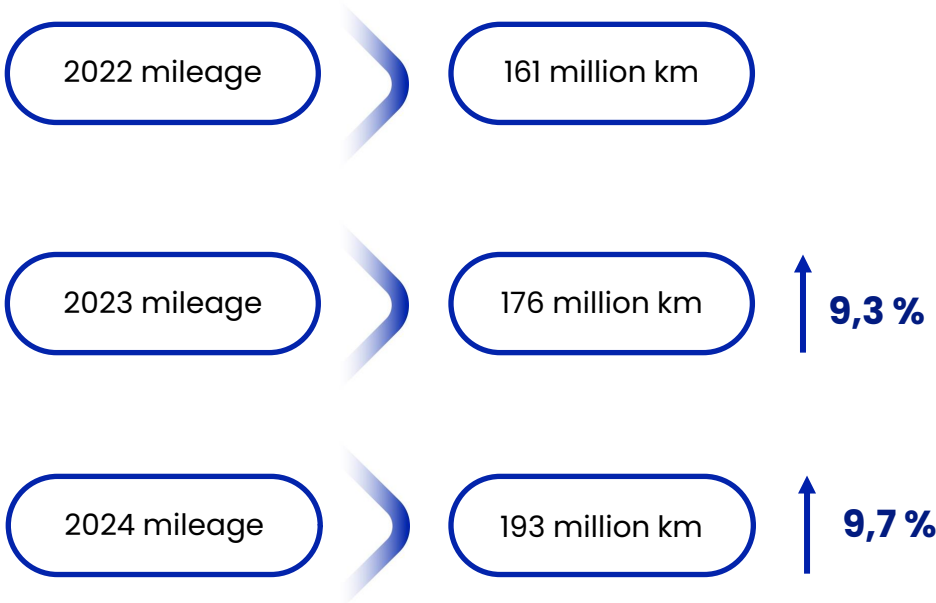 2022 mileage
161 million km
2023 mileage
176 million km
9,3 %
2024 mileage
193 million km
9,7 %